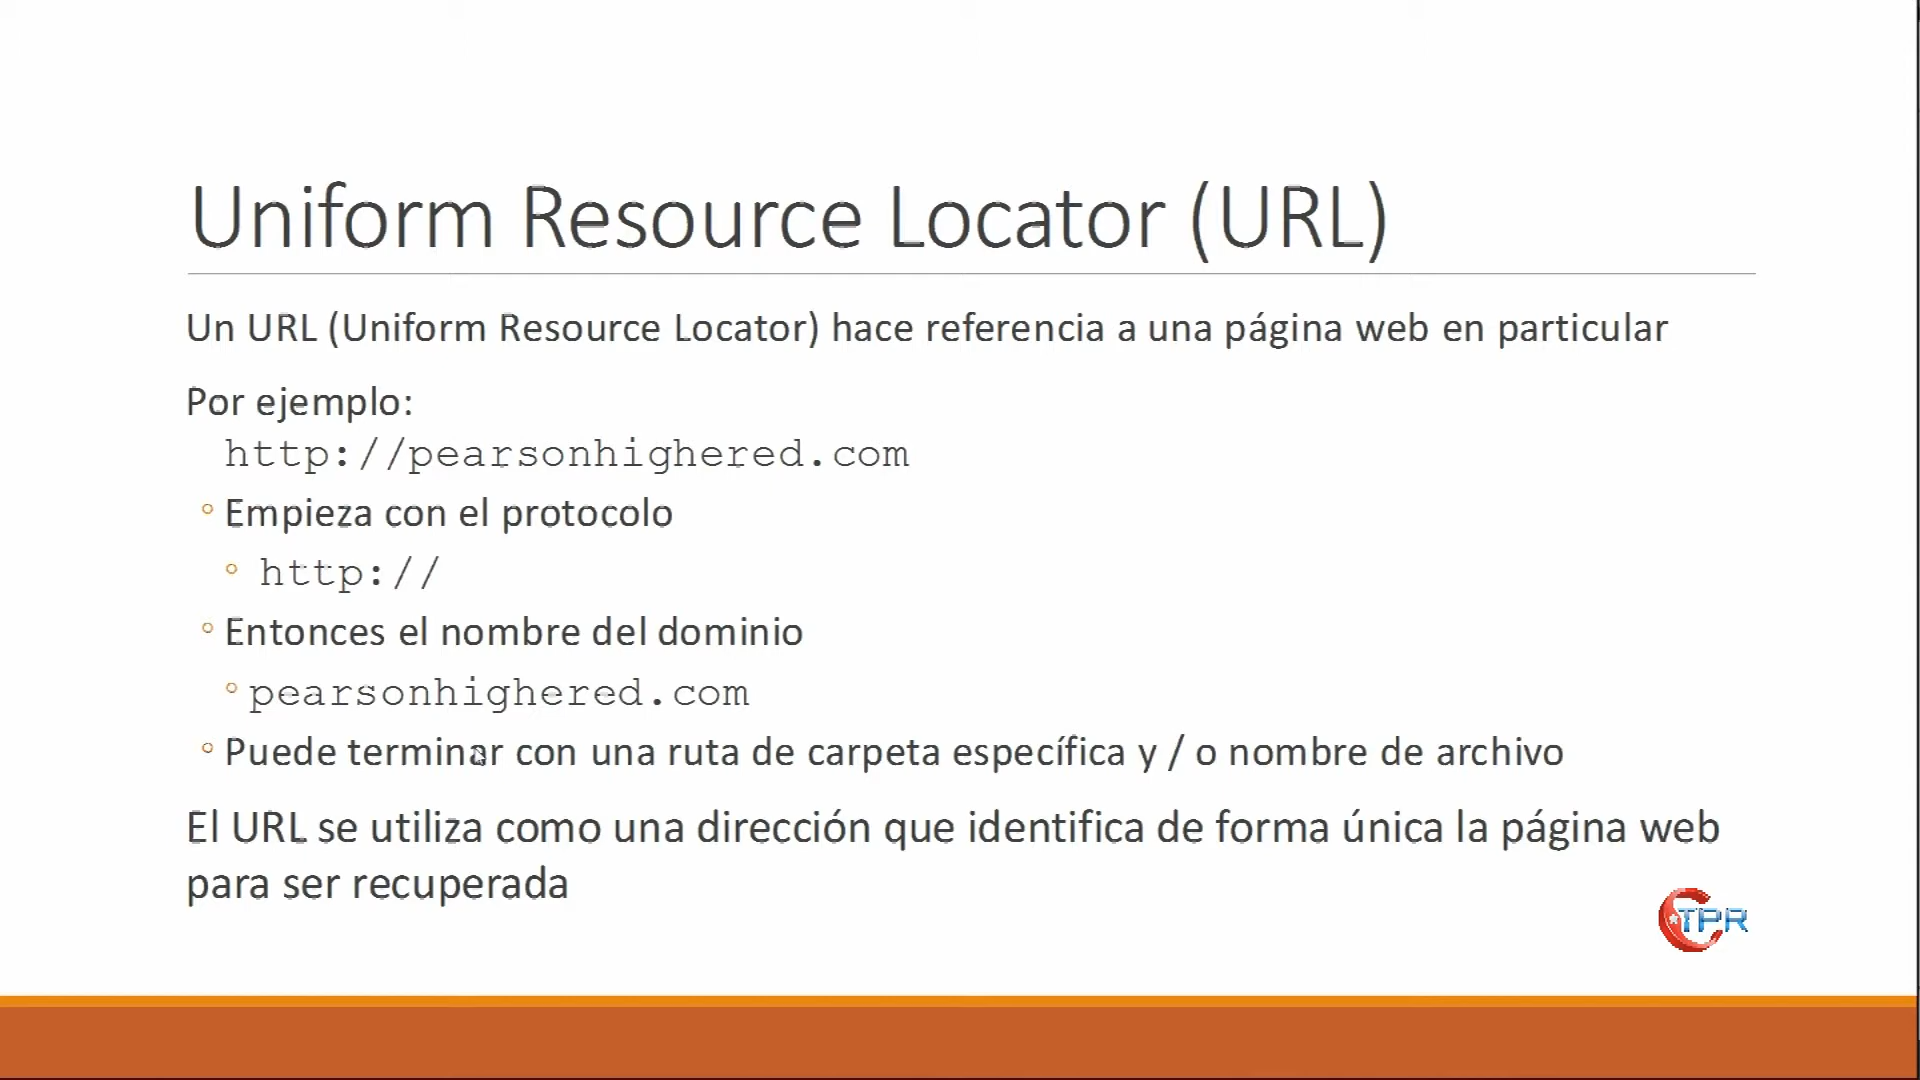 Uniform Resource Locator (URL)
Un URL (Uniform Resource Locator) hace referencia a una página web en particular
Por ejemplo:
http://pearsonhighered.com
◦ Empieza con el protocolo
◦ http://
◦ Entonces el nombre del dominio
◦ pearsonhighered.com
◦ Puede terminar con una ruta de carpeta específica y / o nombre de archivo
El URL se utiliza como una dirección que identifica de forma única la página web
para ser recuperada
CTPR